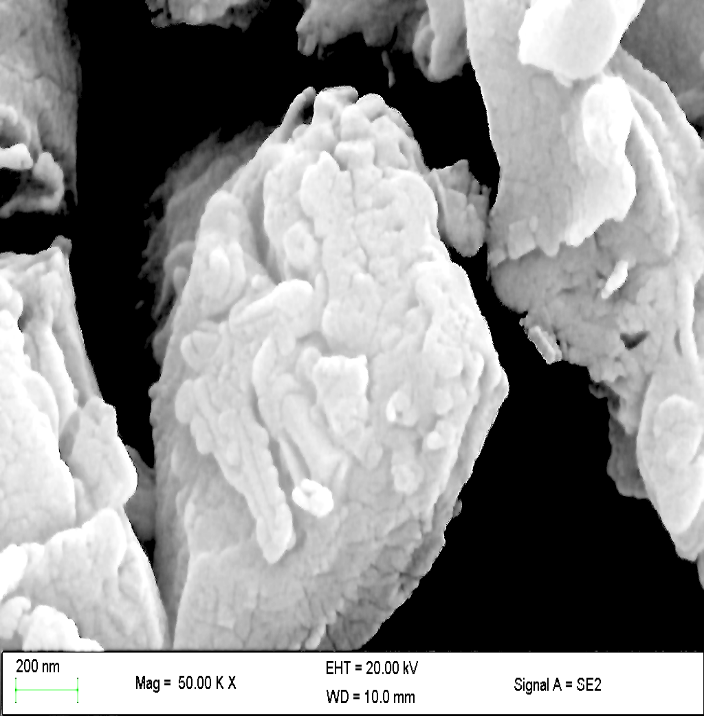 200 nm
Mag = 50.00 K X
EHT = 20.00 kV
WD = 10.0 mm
Signal A = SE2